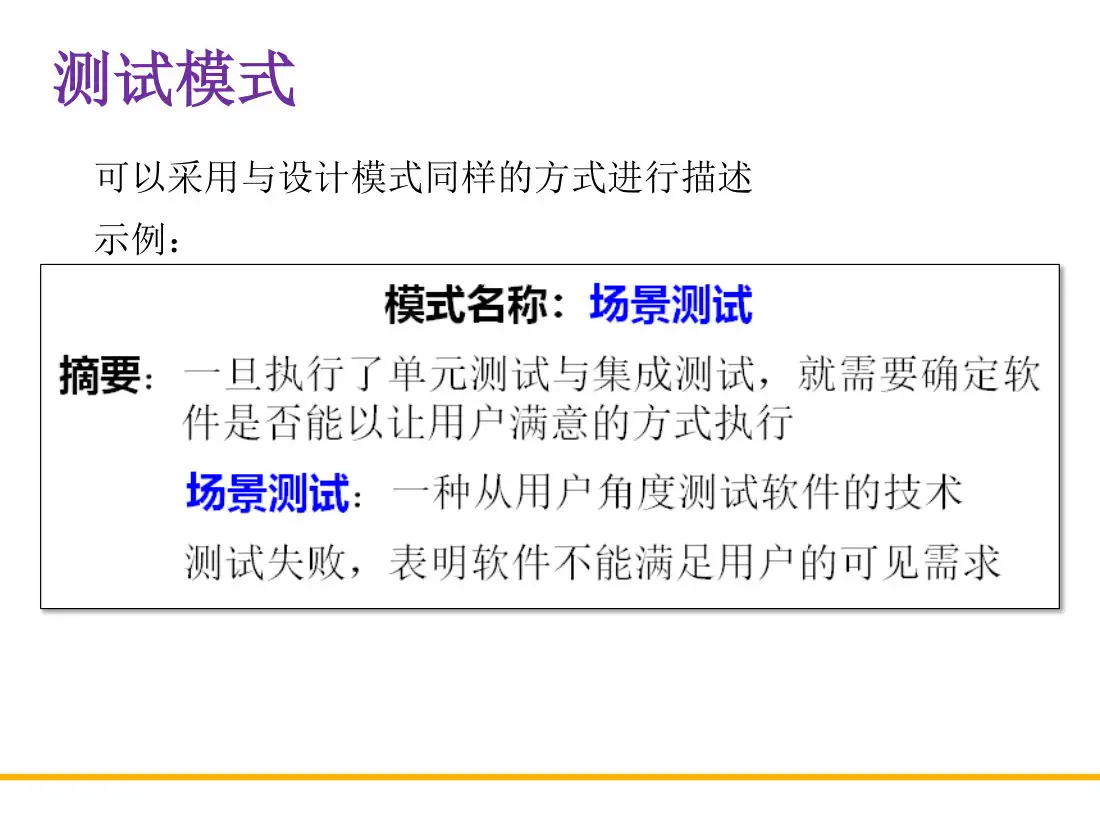 测试模式
可以采用与设计模式同样的方式进行描述
示例：
模式名称：场景测试
摘要：一旦执行了单元测试与集成测试，就需要确定软
件是否能以让用户满意的方式执行
场景测试：一种从用户角度测试软件的技术
测试失败，表明软件不能满足用户的可见需求